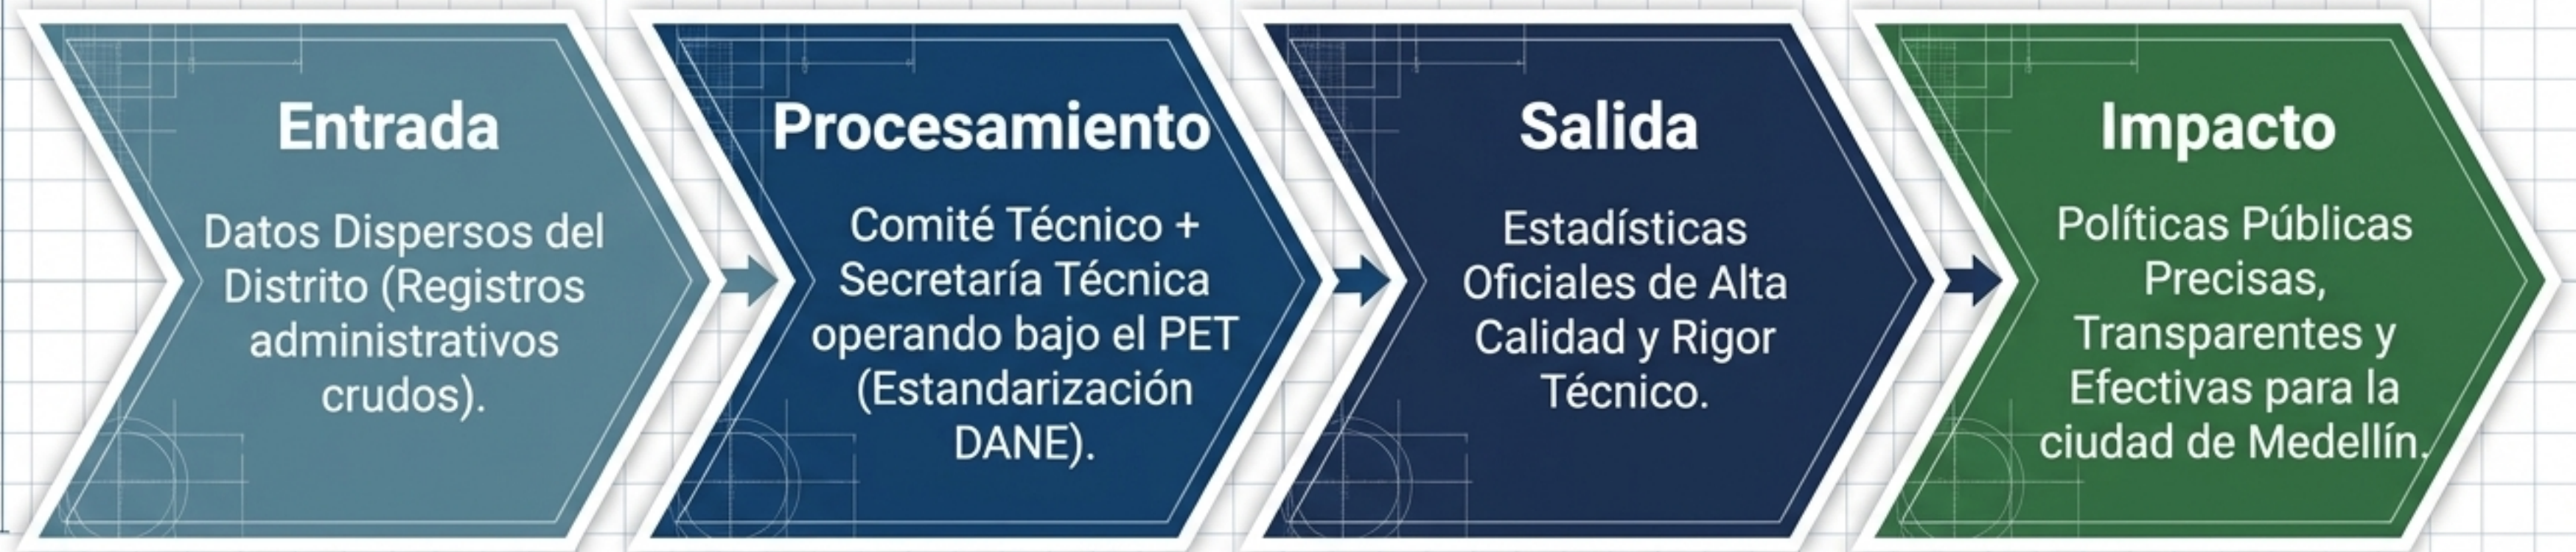 Entrada
Datos Dispersos del
Distrito (Registros
administrativos
crudos).
Procesamiento
Comité Técnico +
Secretaría Técnica
operando bajo el PET
(Estandarización
DANE).
Salida
Estadísticas
Oficiales de Alta
Calidad y Rigor
Técnico.
Impacto
Políticas Públicas
Precisas,
Transparentes y
Efectivas para la
ciudad de Medellín.